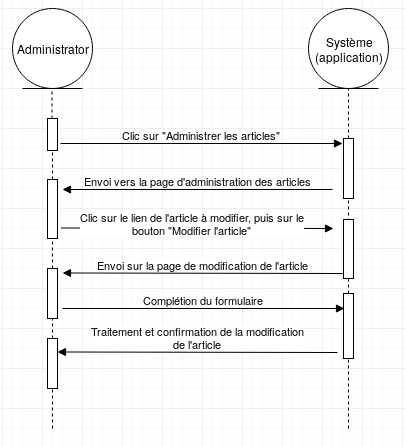 Administrator
Système
(application)
Clic sur "Administrer les articles"
Envoi vers la page d'administration des articles
Clic sur le lien de l'article à modifier, puis sur le
bouton "Modifier l'article"
Envoi sur la page de modification de l'article
Complétion du formulaire
Traitement et confirmation de la modification
de l'article